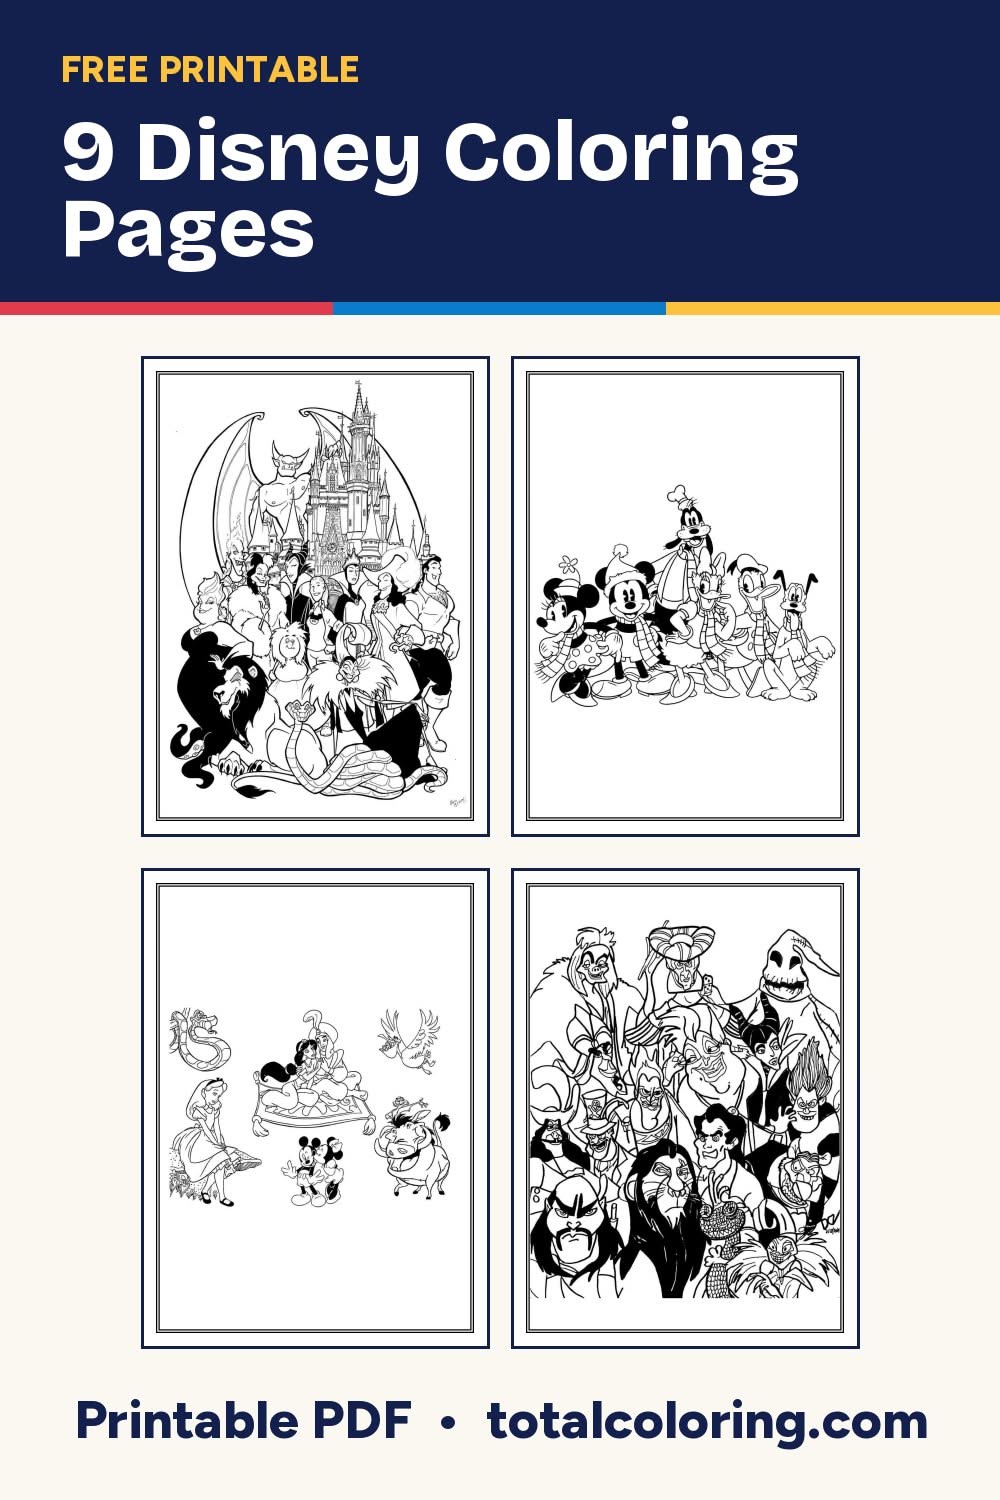 FREE PRINTABLE
9 Disney Coloring
Pages
Printable PDF • totalcoloring.com